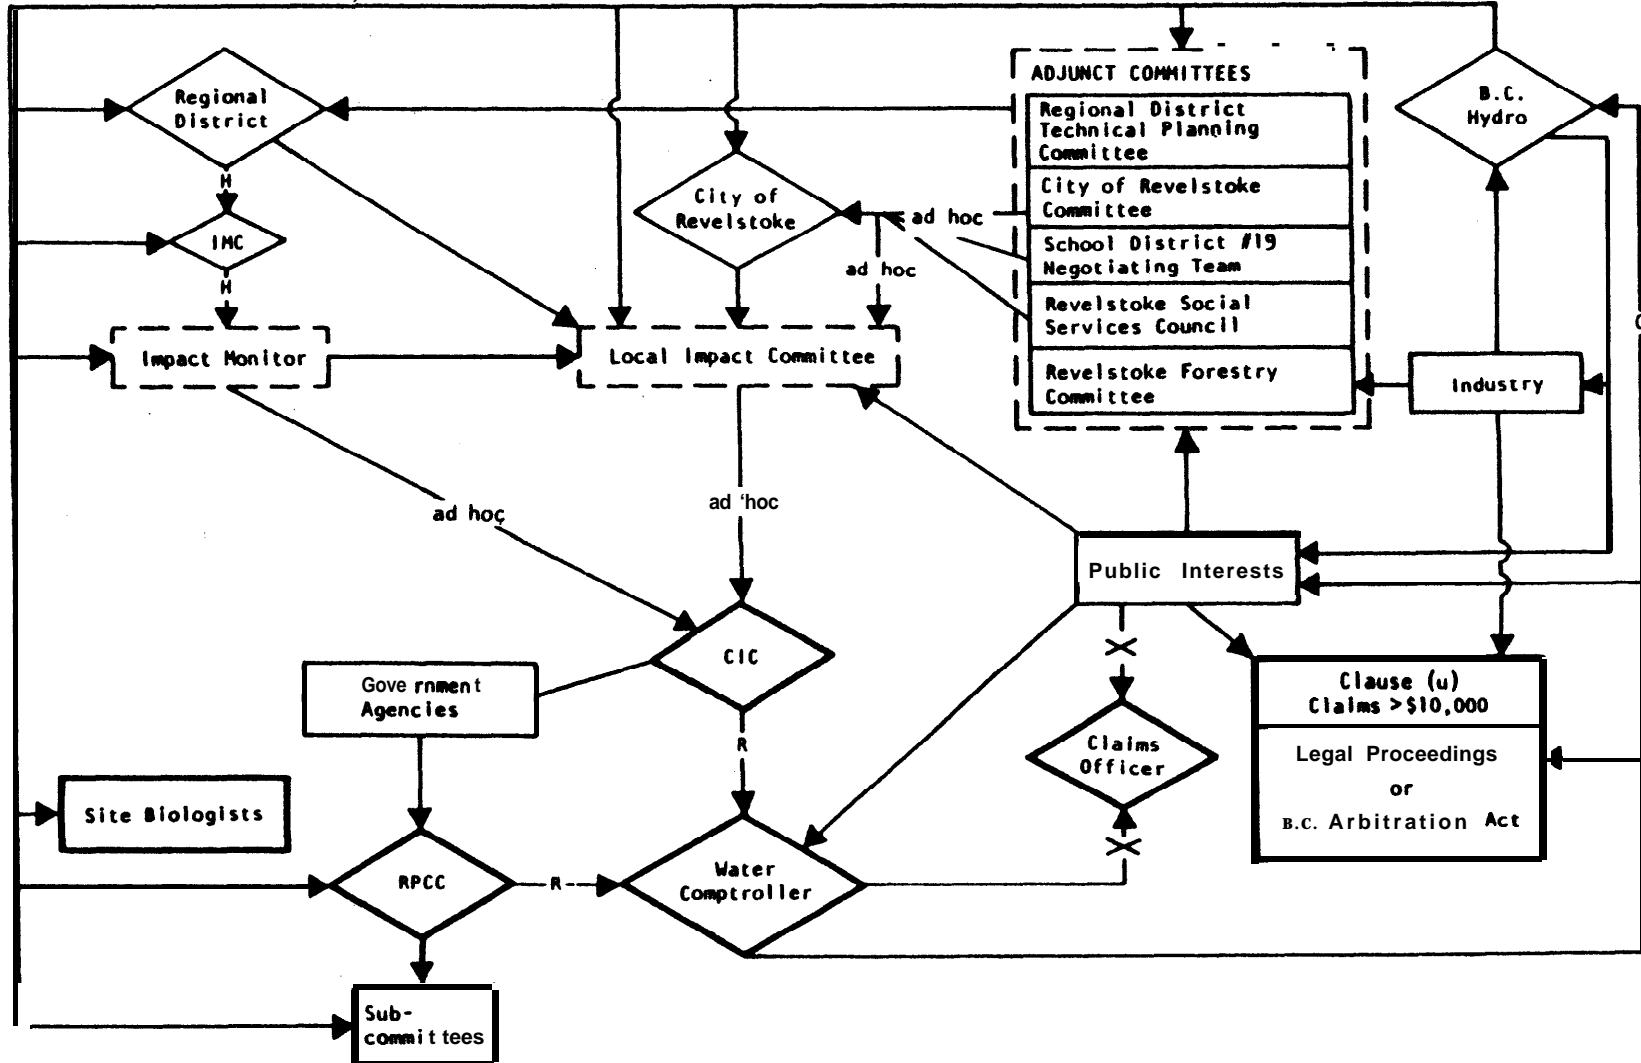 ADJUNCT COMMITTEES
Regional
District
Regional District
Technical Planning
Committee
B.C.
Hydro
H
City of
Revelstoke
ad hoc
City of Revelstoke
Committee
IMC
School District #19
Negotiating Team
ad hoc
H
Revelstoke Social
Services Council
Impact Monitor
Local Impact Committee
Revelstoke Forestry
Committee
Industry
ad hoc
ad 'hoc
Public Interests
CIC
Government
Agencies
Clause (u)
Claims >$10,000
R
Claims
Officer
Legal Proceedings
or
B.C. Arbitration Act
Site Biologists
RPCC
R
Water
Comptroller
Sub-
committees